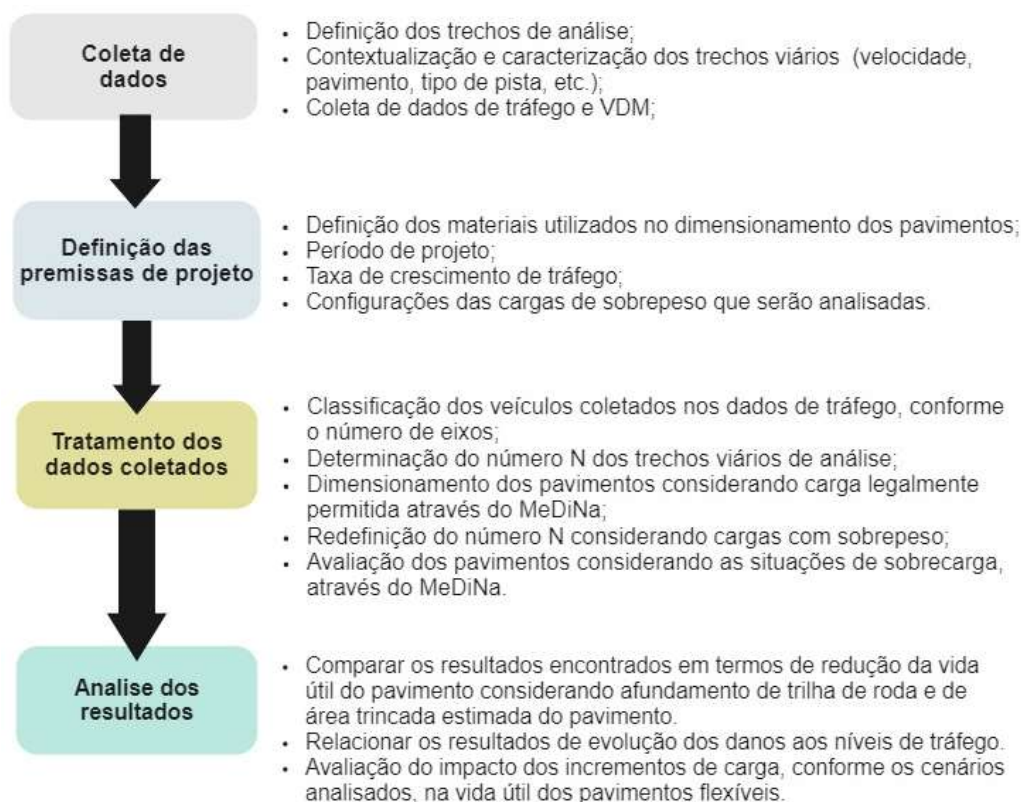 Coleta de
dados
• Definição dos trechos de análise;
• Contextualização e caracterização dos trechos viários (velocidade,
pavimento, tipo de pista, etc.);
• Coleta de dados de tráfego e VDM;
Definição das
premissas de projeto
• Definição dos materiais utilizados no dimensionamento dos pavimentos;
• Período de projeto;
• Taxa de crescimento de tráfego;
• Configurações das cargas de sobrepeso que serão analisadas.
Tratamento dos
dados coletados
• Classificação dos veículos coletados nos dados de tráfego, conforme
o número de eixos;
• Determinação do número N dos trechos viários de análise;
• Dimensionamento dos pavimentos considerando carga legalmente
permitida através do MeDiNa;
• Redefinição do número N considerando cargas com sobrepeso;
• Avaliação dos pavimentos considerando as situações de sobrecarga,
através do MeDiNa.
Analise dos
resultados
• Comparar os resultados encontrados em termos de redução da vida
útil do pavimento considerando afundamento de trilha de roda e de
área trincada estimada do pavimento.
• Relacionar os resultados de evolução dos danos aos níveis de tráfego.
• Avaliação do impacto dos incrementos de carga, conforme os cenários
analisados, na vida útil dos pavimentos flexíveis.